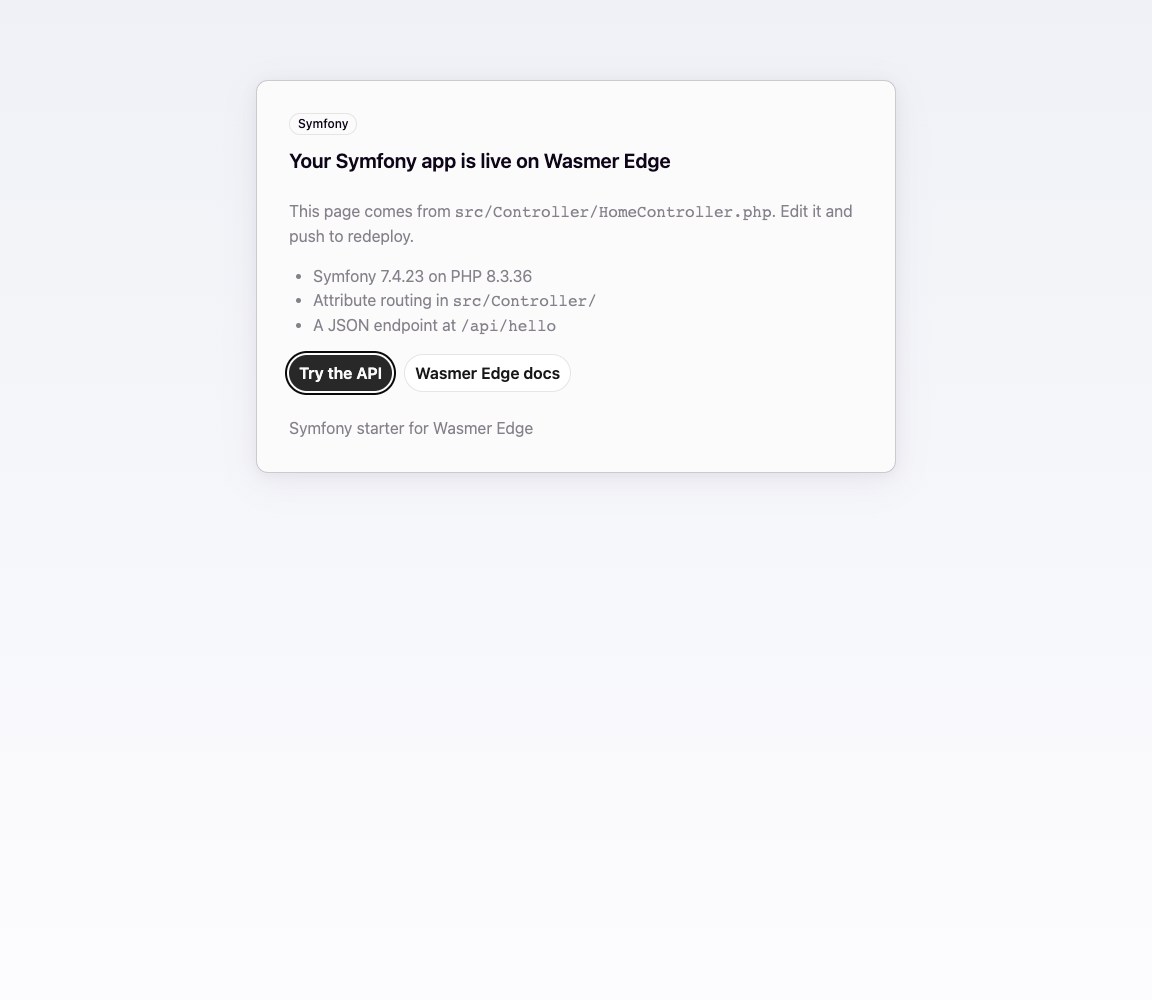 Symfony
Your Symfony app is live on Wasmer Edge
This page comes from src/Controller/HomeController.php. Edit it and
push to redeploy.
Symfony 7.4.23 on PHP 8.3.36
Attribute routing in src/Controller/
A JSON endpoint at /api/hello
Try the API
Wasmer Edge docs
Symfony starter for Wasmer Edge